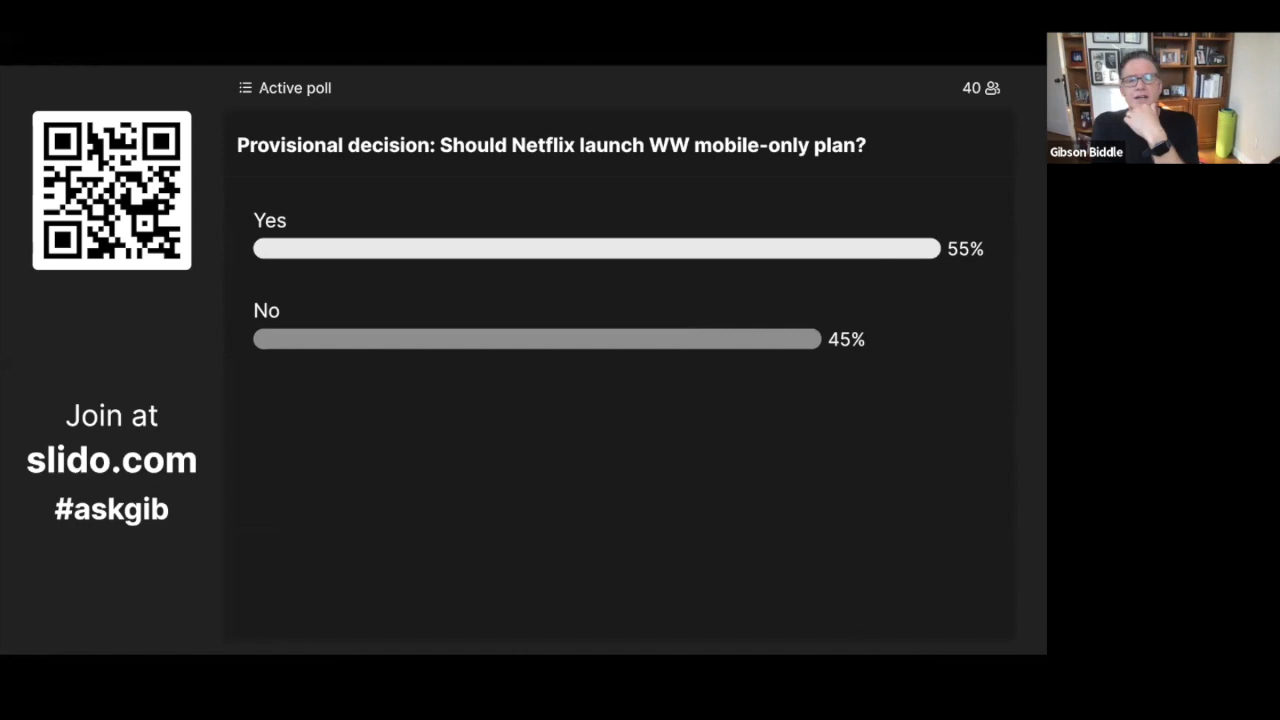 Active poll
40
Provisional decision: Should Netflix launch WW mobile-only plan?
Yes
55%
No
45%
Join at
slido.com
#askgib
Gibson Biddle